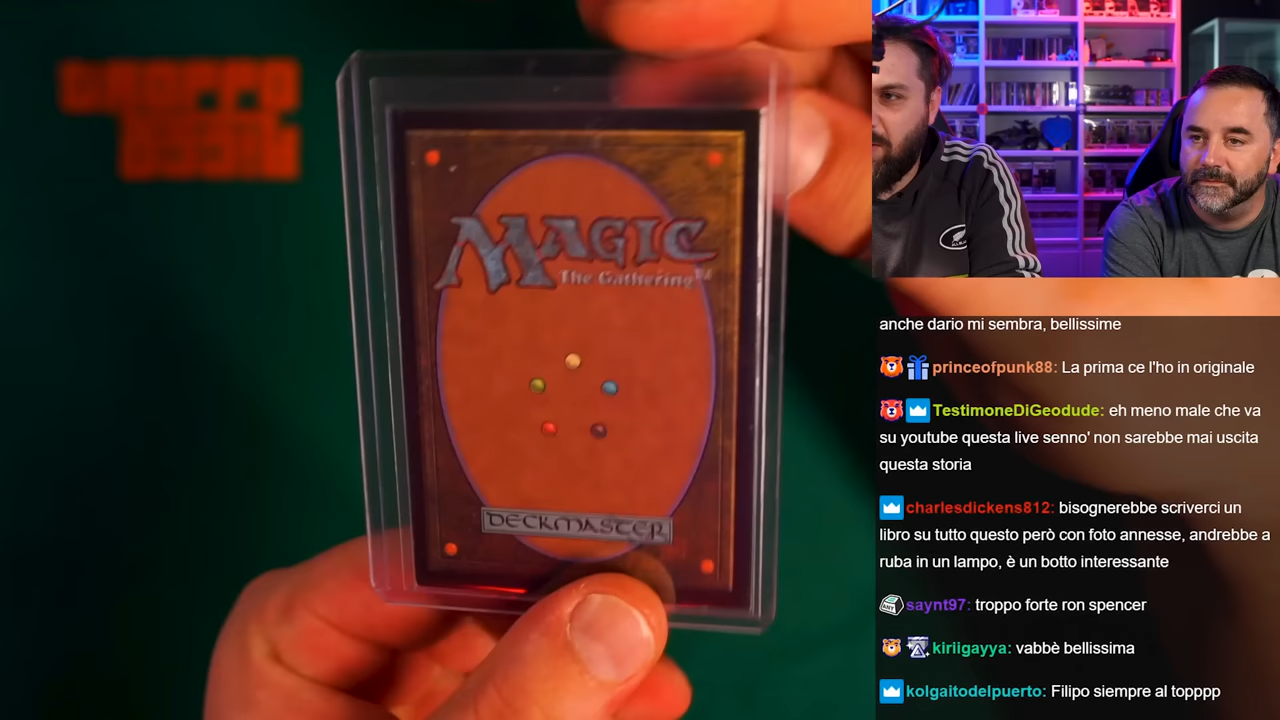 MAGIC
The Gathering™
DECKMASTER
anche dario mi sembra, bellissime
princeofpunk88: La prima ce l'ho in originale
TestimoneDiGeodude: eh meno male che va
su youtube questa live senno' non sarebbe mai uscita
questa storia
charlesdickens812: bisognerebbe scriverci un
libro su tutto questo però con foto annesse, andrebbe a
ruba in un lampo, è un botto interessante
saynt97: troppo forte ron spencer
kiriigayya: vabbè bellissima
kolgaitodelpuerto: Filipo siempre al topppp